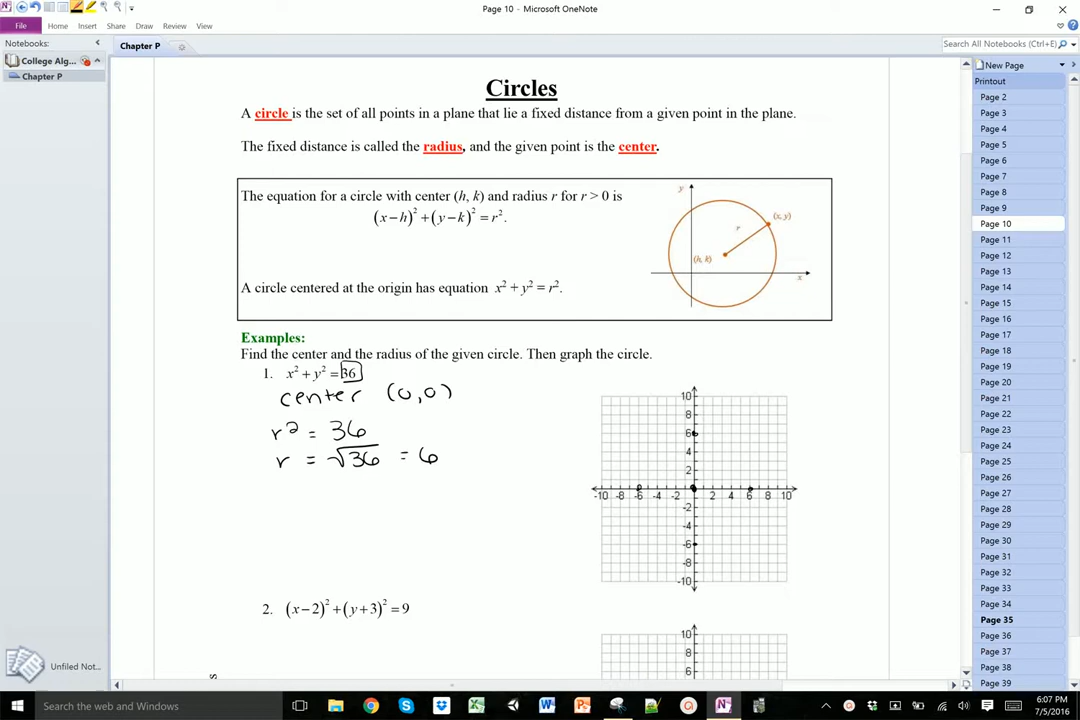 Page 10 - Microsoft OneNote
File Home Insert Share Draw Review View
Notebooks:
College Alg...
Chapter P
Chapter P
Search All Notebooks (Ctrl+E)
New Page
Printout
Page 2
Page 3
Page 4
Page 5
Page 6
Page 7
Page 8
Page 9
Page 10
Page 11
Page 12
Page 13
Page 14
Page 15
Page 16
Page 17
Page 18
Page 19
Page 20
Page 21
Page 22
Page 23
Page 24
Page 25
Page 26
Page 27
Page 28
Page 29
Page 30
Page 31
Page 32
Page 33
Page 34
Page 35
Page 36
Page 37
Page 38
Page 39
Circles
A circle is the set of all points in a plane that lie a fixed distance from a given point in the plane.
The fixed distance is called the radius, and the given point is the center.
The equation for a circle with center (h, k) and radius r for r > 0 is
(x−h)² + (y−k)² = r².
A circle centered at the origin has equation x² + y² = r².
y
(x, y)
r
(h, k)
x
Examples:
Find the center and the radius of the given circle. Then graph the circle.
1. x² + y² = 36
center (0,0)
r² = 36
r = √36 = 6
10
8
6
4
2
-10 -8 -6 -4 -2 2 4 6 8 10
-2
-4
-6
-8
-10
2. (x−2)² + (y+3)² = 9
10
8
6
s
Unfiled Not...
Search the web and Windows
6:07 PM
7/5/2016